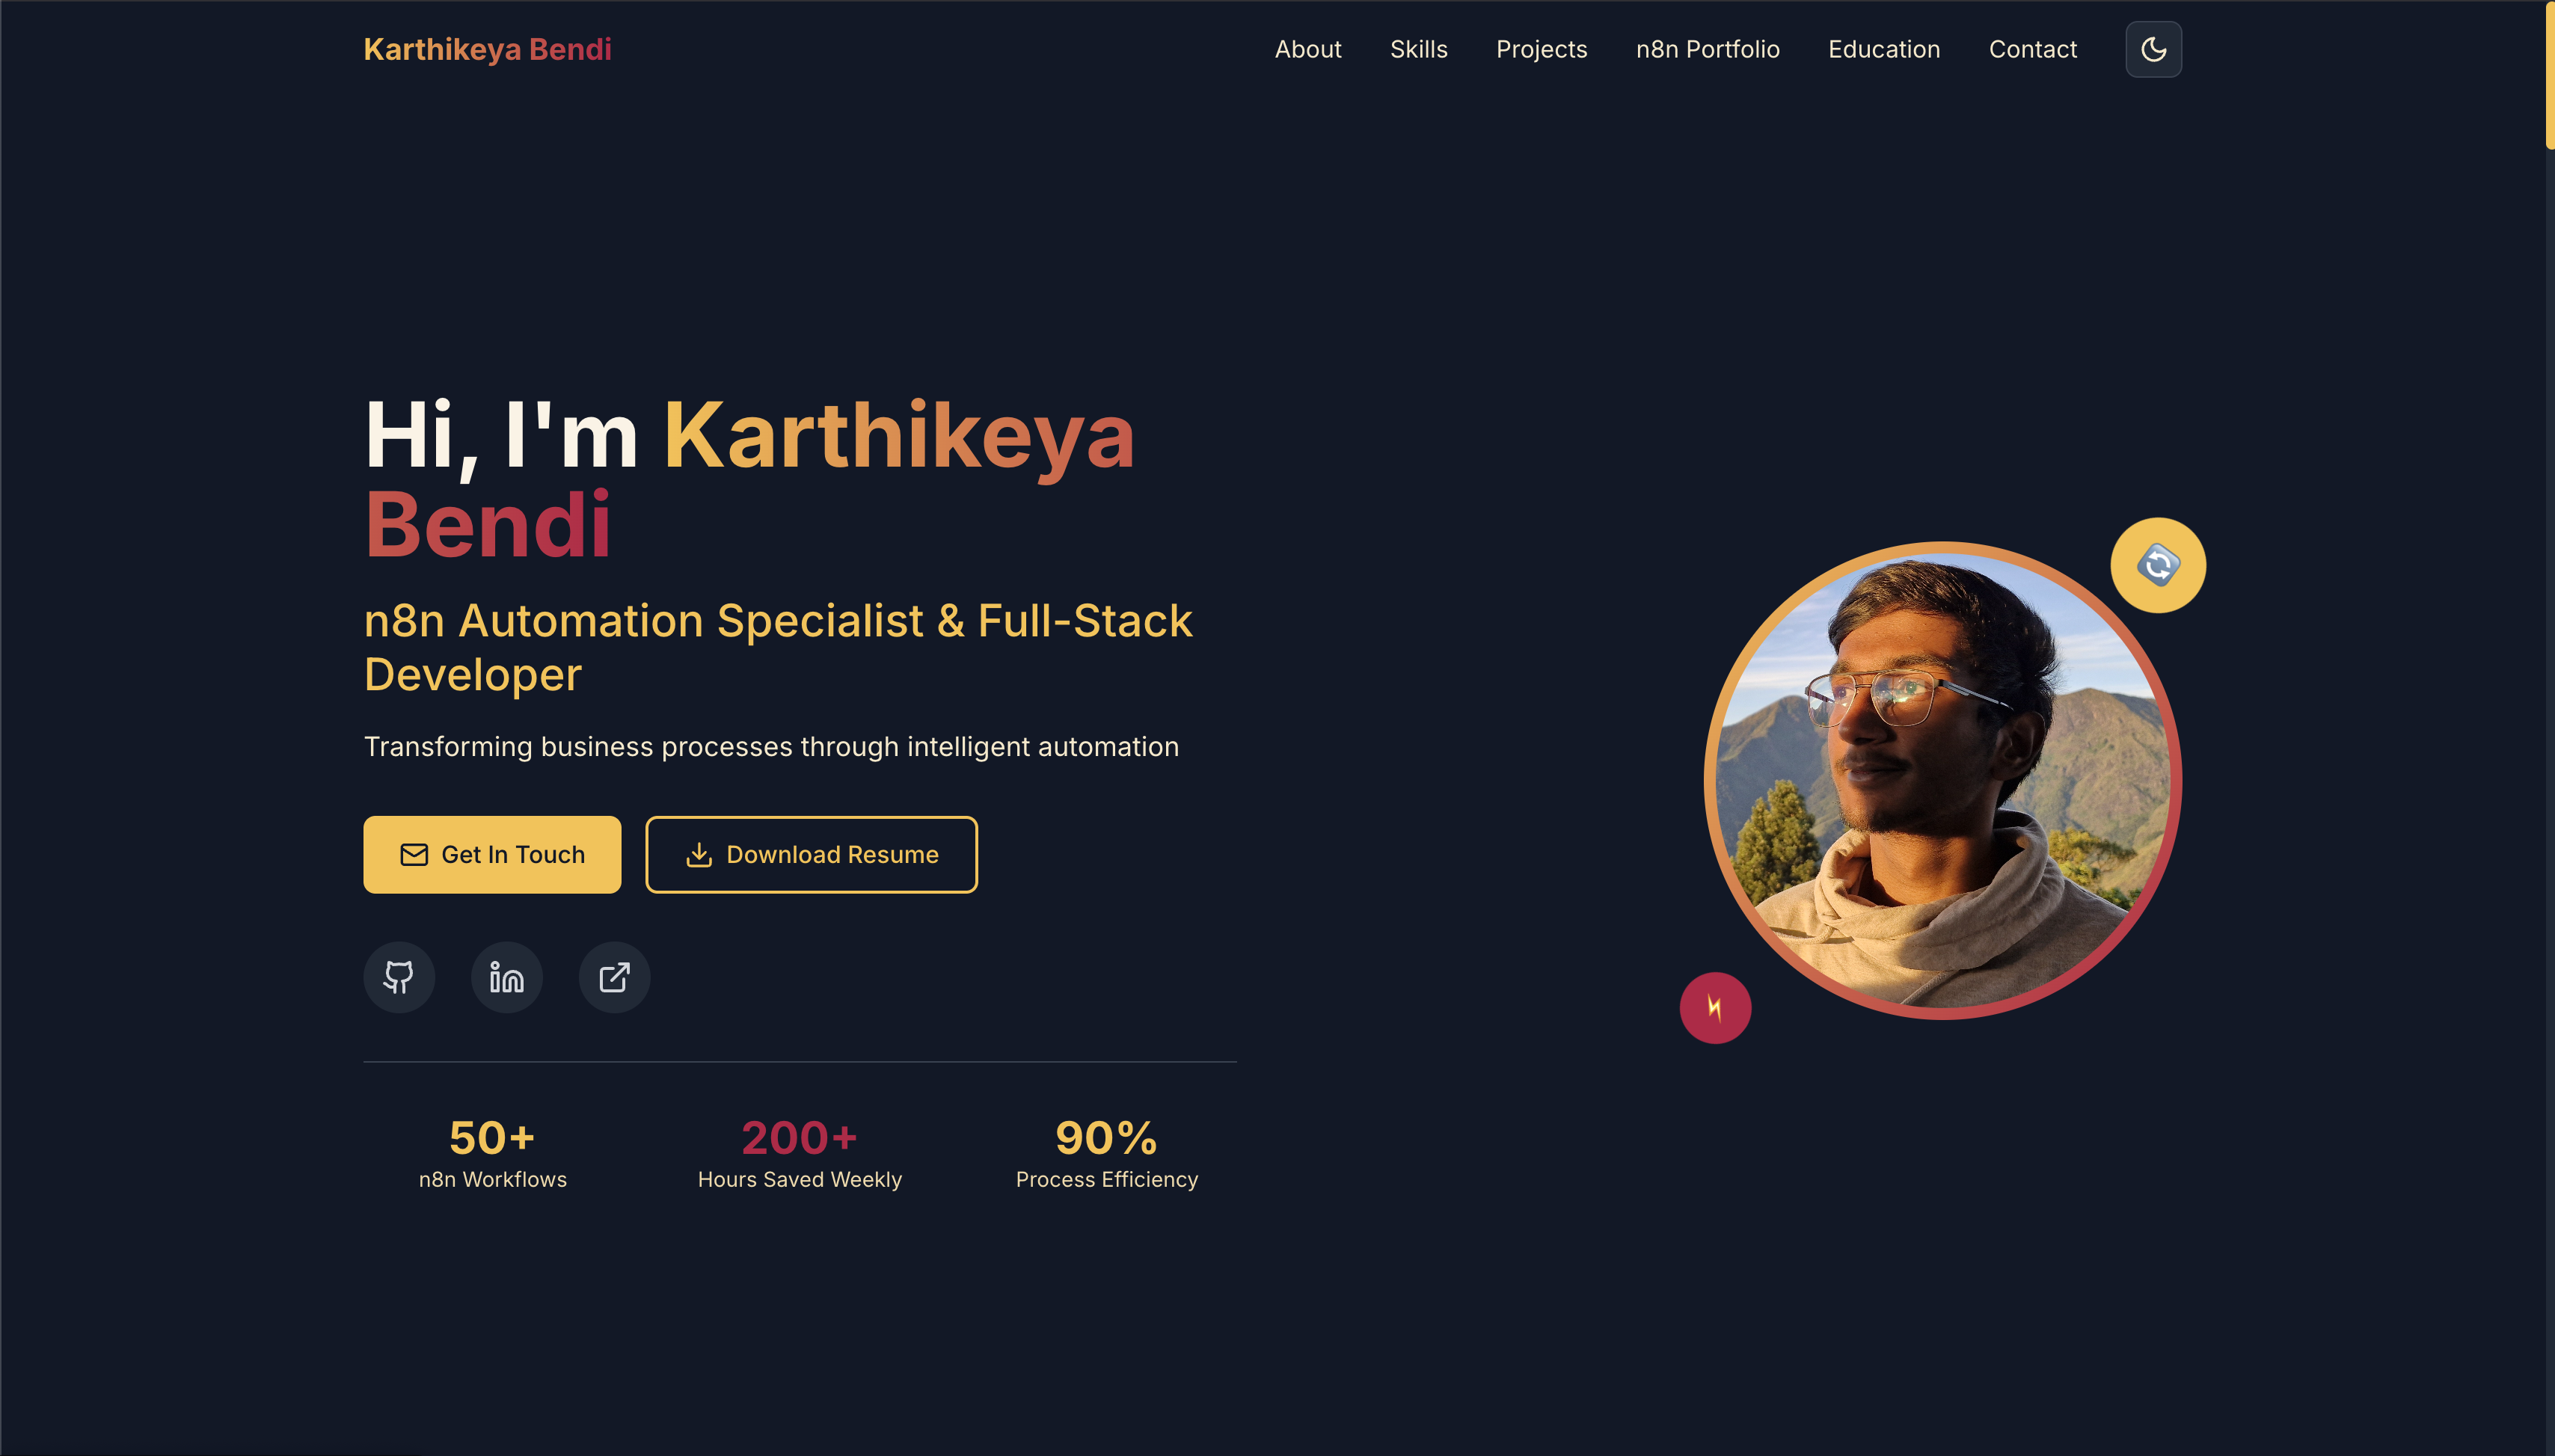 Karthikeya Bendi
About
Skills
Projects
n8n Portfolio
Education
Contact
Hi, I'm Karthikeya
Bendi
n8n Automation Specialist & Full-Stack
Developer
Transforming business processes through intelligent automation
Get In Touch
Download Resume
50+
n8n Workflows
200+
Hours Saved Weekly
90%
Process Efficiency